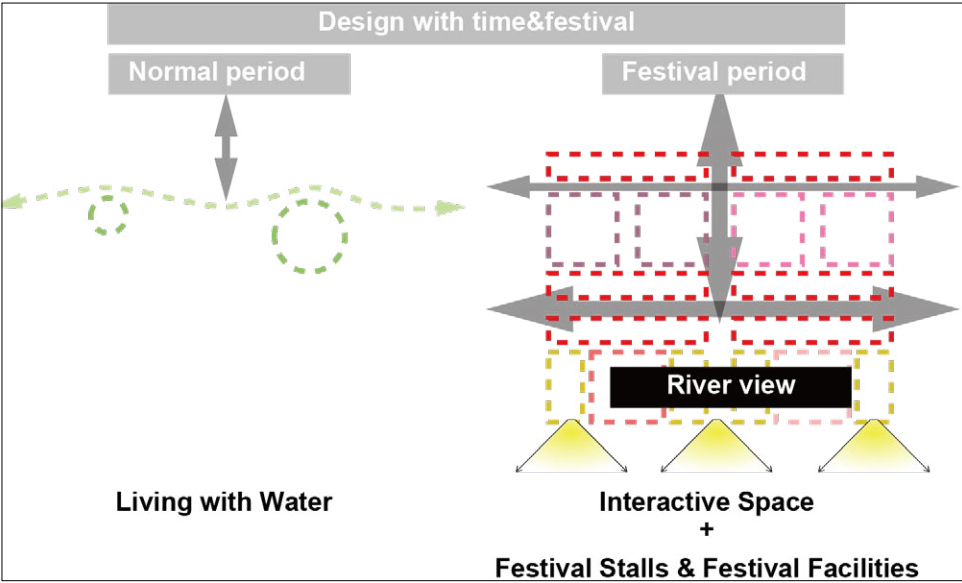 Design with time&festival
Normal period
Festival period
River view
Living with Water
Interactive Space
+
Festival Stalls & Festival Facilities